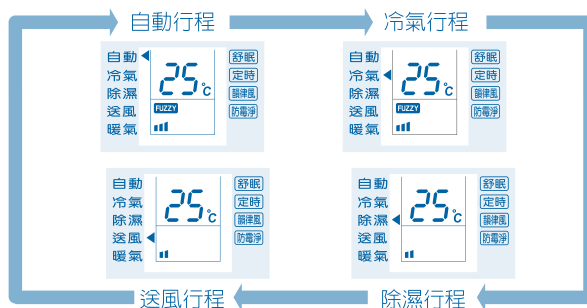 自動行程
冷氣行程
自動
冷氣
除濕
送風
暖氣
25℃
FUZZY
舒眠
定時
韻律風
防霉淨
自動
冷氣
除濕
送風
暖氣
25℃
FUZZY
舒眠
定時
韻律風
防霉淨
自動
冷氣
除濕
送風
暖氣
25℃
舒眠
定時
韻律風
防霉淨
自動
冷氣
除濕
送風
暖氣
25℃
舒眠
定時
韻律風
防霉淨
送風行程
除濕行程